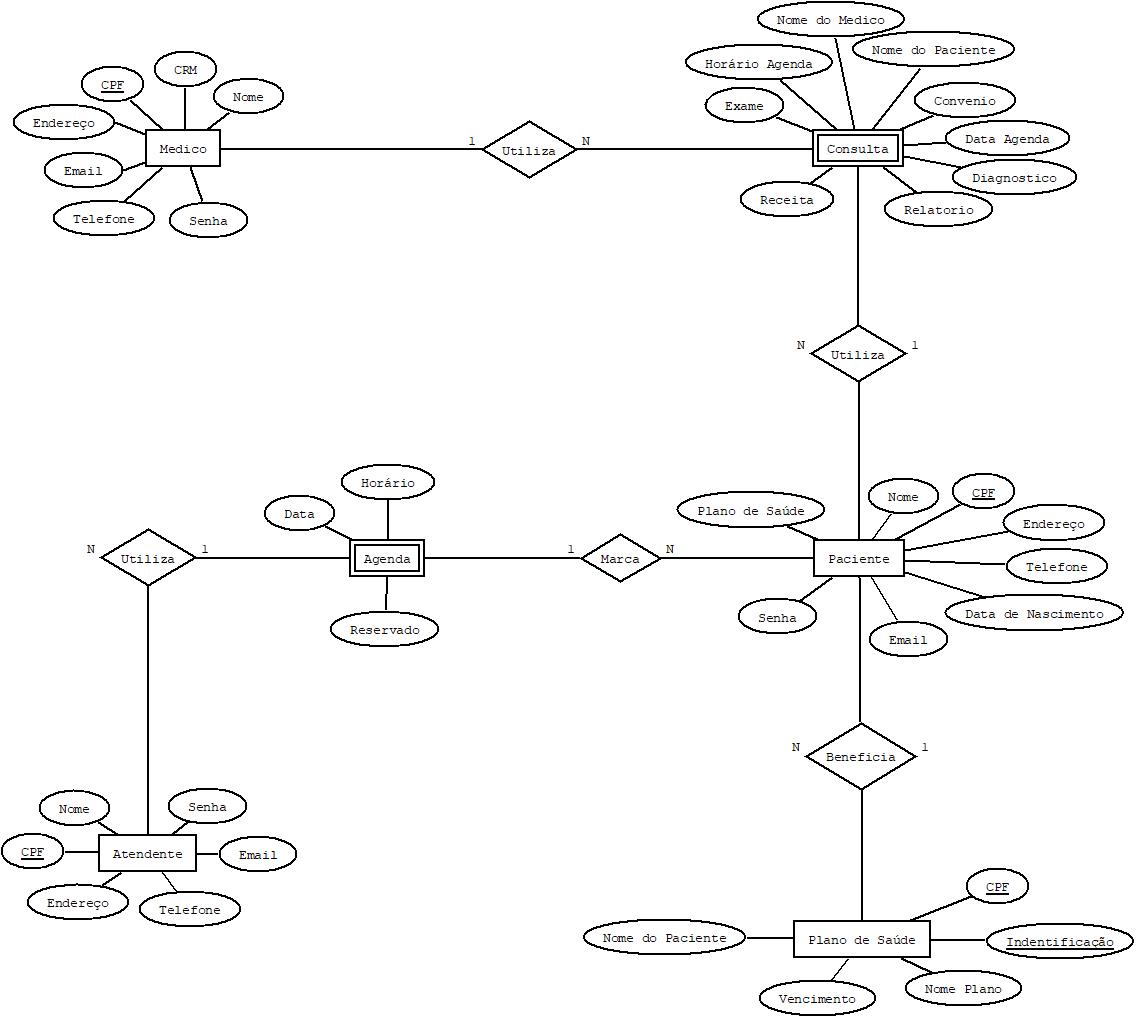 Nome do Medico
Nome do Paciente
Horário Agenda
CRM
CPF
Nome
Exame
Convenio
Endereço
Data Agenda
Medico
1
Utiliza
N
Consulta
Email
Diagnostico
Receita
Relatorio
Telefone
Senha
N
Utiliza
1
Horário
Data
Plano de Saúde
Nome
CPF
Endereço
N
Utiliza
1
Agenda
1
Marca
N
Paciente
Telefone
Reservado
Senha
Email
Data de Nascimento
N
Beneficia
1
Nome
Senha
CPF
Atendente
Email
Endereço
Telefone
CPF
Nome do Paciente
Plano de Saúde
Indentificação
Vencimento
Nome Plano